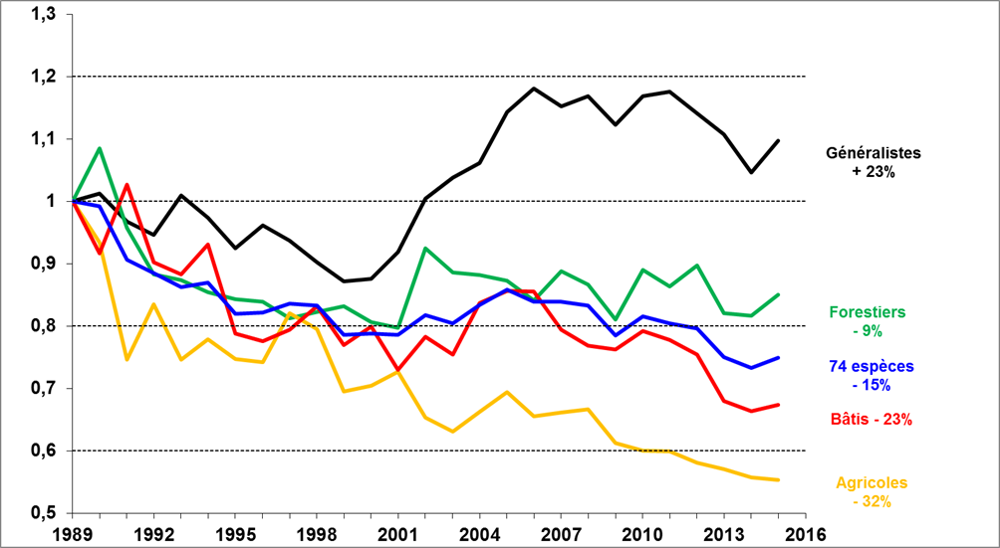 1,3
1,2
1,1
1
0,9
0,8
0,7
0,6
0,5
1989 1992 1995 1998 2001 2004 2007 2010 2013 2016
Généralistes
+ 23%
Forestiers
- 9%
74 espèces
- 15%
Bâtis - 23%
Agricoles
- 32%